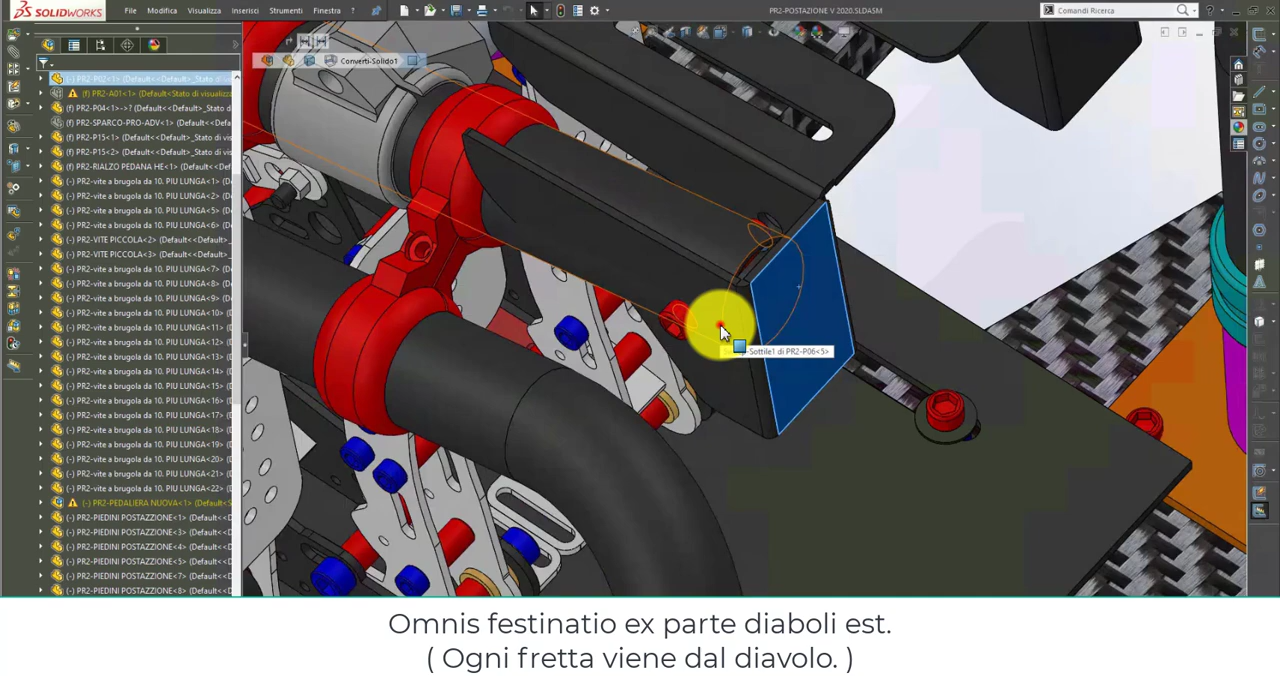 SOLIDWORKS
File
Modifica
Visualizza
Inserisci
Strumenti
Finestra
PR2-POSTAZIONE V 2020.SLDASM
Comandi Ricerca
Converti-Solido1
(-) PR2-P02<1> (Default<<Default>_Stato di
(f) PR2-A01<1> (Default<Stato di visualizza
(f) PR2-P04<1>->? (Default<<Default>_Stato
(f) PR2-SPARCO-PRO-ADV<1> (Default
(f) PR2-P15<1> (Default<<Default>_Stato di vis
(f) PR2-P15<2> (Default<<Default>_Stato di vis
(f) PR2-RIALZO PEDANA HE<1> (Default<<D
(-) PR2-vite a brugola da 10. PIU LUNGA<1> (D
(-) PR2-vite a brugola da 10. PIU LUNGA<2> (D
(-) PR2-vite a brugola da 10. PIU LUNGA<5> (D
(-) PR2-vite a brugola da 10. PIU LUNGA<6> (D
(-) PR2-VITE PICCOLA<2> (Default<<Default>_
(-) PR2-VITE PICCOLA<3> (Default<<Default>_
(-) PR2-vite a brugola da 10. PIU LUNGA<7> (D
(-) PR2-vite a brugola da 10. PIU LUNGA<8> (D
(-) PR2-vite a brugola da 10. PIU LUNGA<9> (D
(-) PR2-vite a brugola da 10. PIU LUNGA<10> (
(-) PR2-vite a brugola da 10. PIU LUNGA<11> (
(-) PR2-vite a brugola da 10. PIU LUNGA<12> (
(-) PR2-vite a brugola da 10. PIU LUNGA<13> (
(-) PR2-vite a brugola da 10. PIU LUNGA<14> (
(-) PR2-vite a brugola da 10. PIU LUNGA<15> (
(-) PR2-vite a brugola da 10. PIU LUNGA<16> (
(-) PR2-vite a brugola da 10. PIU LUNGA<17> (
(-) PR2-vite a brugola da 10. PIU LUNGA<18> (
(-) PR2-vite a brugola da 10. PIU LUNGA<19> (
(-) PR2-vite a brugola da 10. PIU LUNGA<20> (
(-) PR2-vite a brugola da 10. PIU LUNGA<21> (
(-) PR2-vite a brugola da 10. PIU LUNGA<22> (
(-) PR2-PEDALIERA NUOVA<1> (Default<S
(-) PR2-PIEDINI POSTAZZIONE<1> (Default<<D
(-) PR2-PIEDINI POSTAZZIONE<3> (Default<<D
(-) PR2-PIEDINI POSTAZZIONE<4> (Default<<D
(-) PR2-PIEDINI POSTAZZIONE<5> (Default<<D
(-) PR2-PIEDINI POSTAZZIONE<7> (Default<<D
(-) PR2-PIEDINI POSTAZZIONE<8> (Default<<D
-Sottile1 di PR2-P06<5>
Omnis festinatio ex parte diaboli est.
( Ogni fretta viene dal diavolo. )